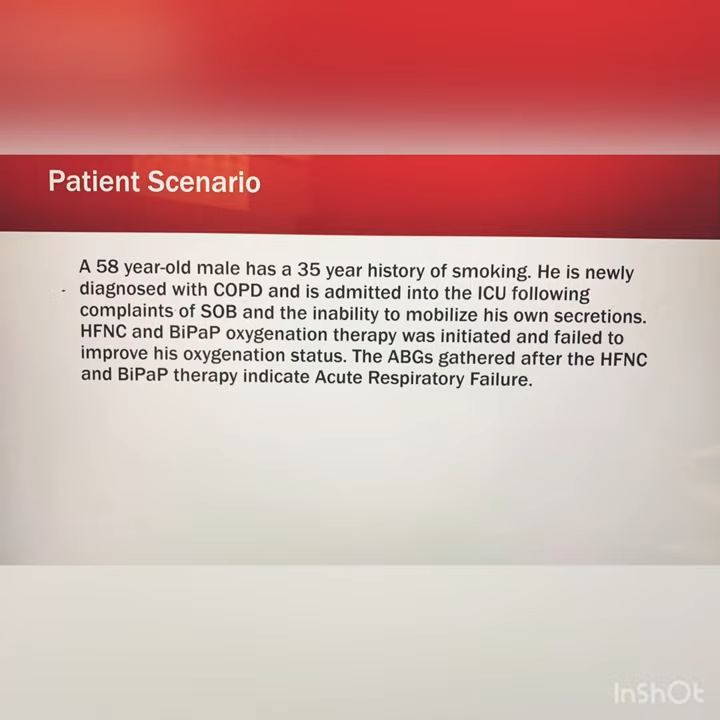 Patient Scenario
A 58 year-old male has a 35 year history of smoking. He is newly
diagnosed with COPD and is admitted into the ICU following
complaints of SOB and the inability to mobilize his own secretions.
HFNC and BiPaP oxygenation therapy was initiated and failed to
improve his oxygenation status. The ABGs gathered after the HFNC
and BiPaP therapy indicate Acute Respiratory Failure.
InShOt